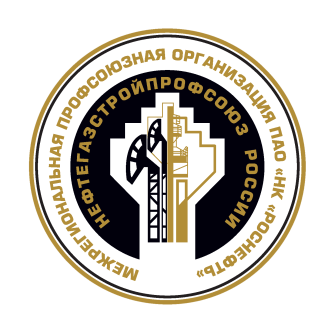 МЕЖРЕГИОНАЛЬНАЯ ПРОФСОЮЗНАЯ ОРГАНИЗАЦИЯ ПАО «НК «РОСНЕФТЬ»
НЕФТЕГАЗСТРОЙПРОФСОЮЗ РОССИИ